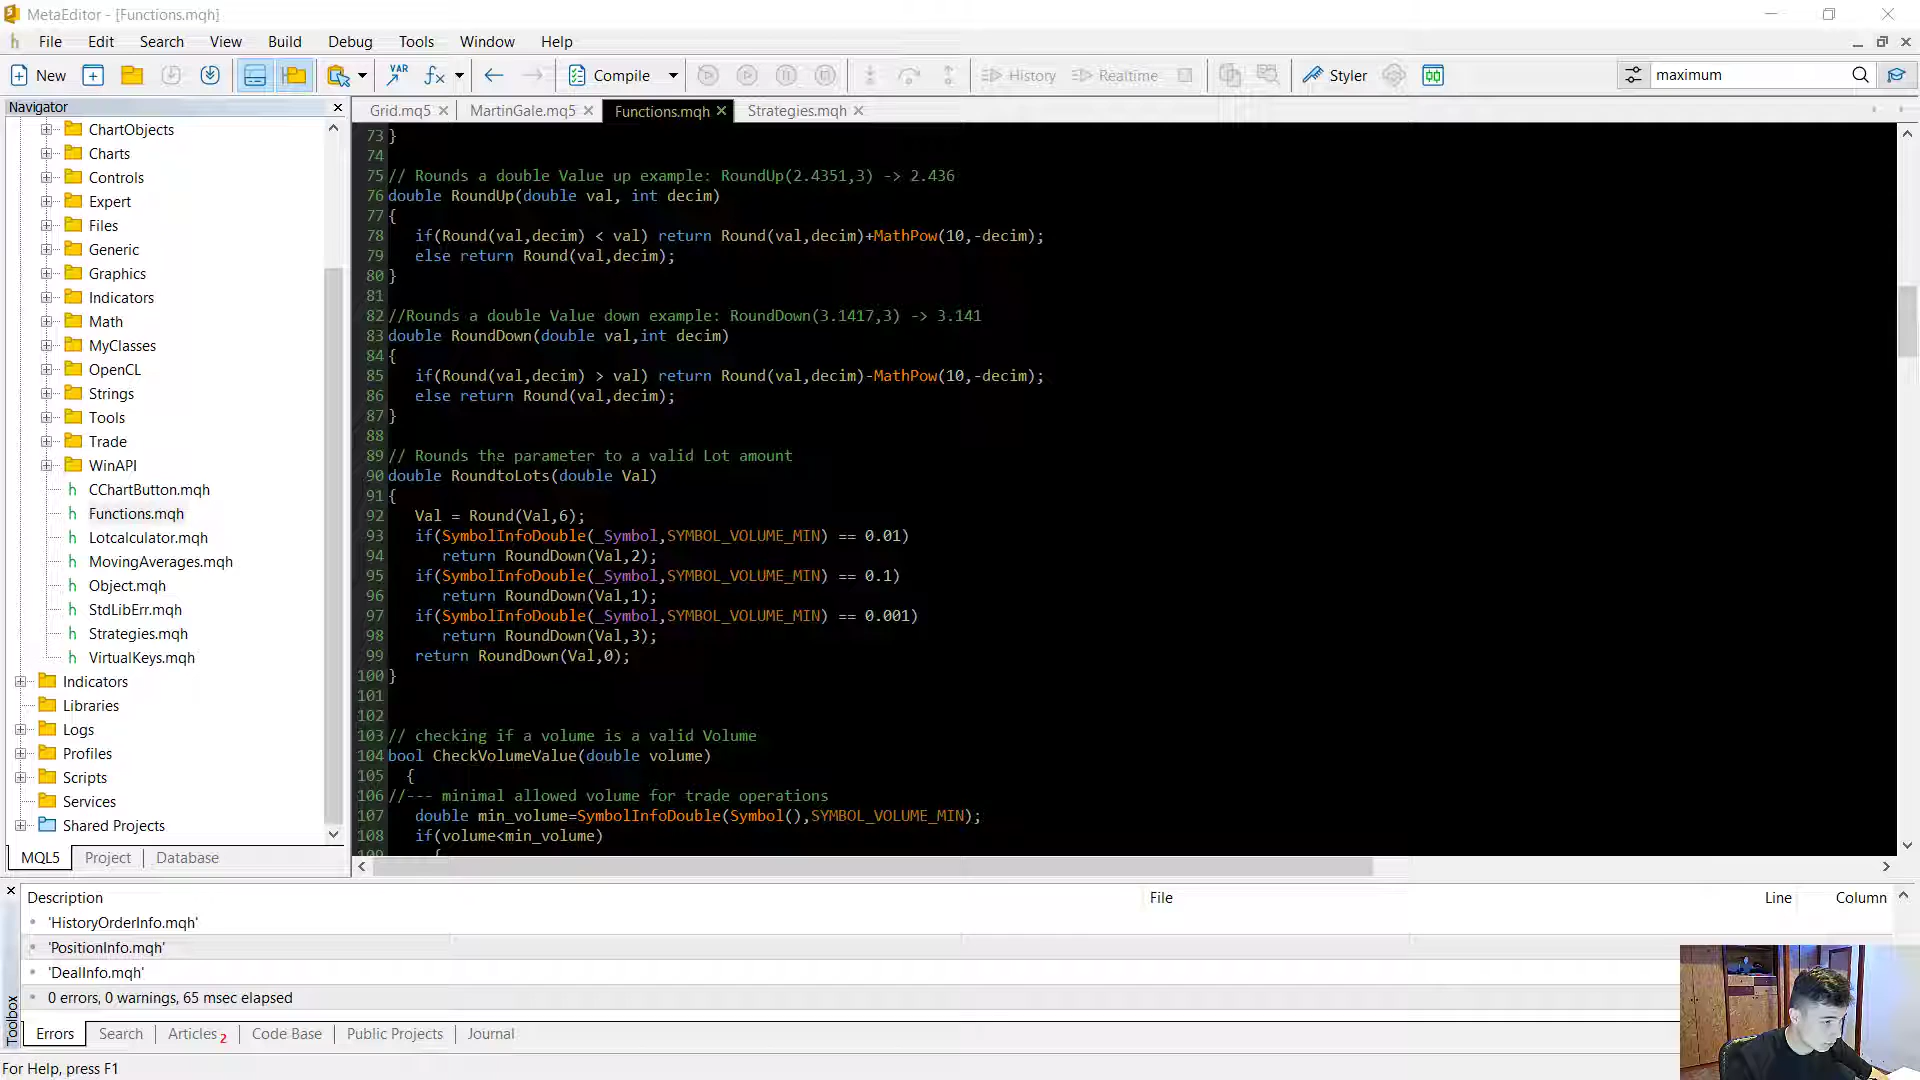 MetaEditor - [Functions.mqh]
File Edit Search View Build Debug Tools Window Help
New VAR fx Compile History Realtime Styler maximum
Navigator
Grid.mq5 MartinGale.mq5 Functions.mqh Strategies.mqh
ChartObjects
Charts
Controls
Expert
Files
Generic
Graphics
Indicators
Math
MyClasses
OpenCL
Strings
Tools
Trade
WinAPI
h CChartButton.mqh
h Functions.mqh
h Lotcalculator.mqh
h MovingAverages.mqh
h Object.mqh
h StdLibErr.mqh
h Strategies.mqh
h VirtualKeys.mqh
Indicators
Libraries
Logs
Profiles
Scripts
Services
Shared Projects
MQL5 Project Database
73 }
74
75 // Rounds a double Value up example: RoundUp(2.4351,3) -> 2.436
76 double RoundUp(double val, int decim)
77 {
78 if(Round(val,decim) < val) return Round(val,decim)+MathPow(10,-decim);
79 else return Round(val,decim);
80 }
81
82 //Rounds a double Value down example: RoundDown(3.1417,3) -> 3.141
83 double RoundDown(double val,int decim)
84 {
85 if(Round(val,decim) > val) return Round(val,decim)-MathPow(10,-decim);
86 else return Round(val,decim);
87 }
88
89 // Rounds the parameter to a valid Lot amount
90 double RoundtoLots(double Val)
91 {
92 Val = Round(Val,6);
93 if(SymbolInfoDouble(_Symbol,SYMBOL_VOLUME_MIN) == 0.01)
94 return RoundDown(Val,2);
95 if(SymbolInfoDouble(_Symbol,SYMBOL_VOLUME_MIN) == 0.1)
96 return RoundDown(Val,1);
97 if(SymbolInfoDouble(_Symbol,SYMBOL_VOLUME_MIN) == 0.001)
98 return RoundDown(Val,3);
99 return RoundDown(Val,0);
100 }
101
102
103 // checking if a volume is a valid Volume
104 bool CheckVolumeValue(double volume)
105 {
106 //--- minimal allowed volume for trade operations
107 double min_volume=SymbolInfoDouble(Symbol(),SYMBOL_VOLUME_MIN);
108 if(volume<min_volume)
109 {
Description File Line Column
'HistoryOrderInfo.mqh'
'PositionInfo.mqh'
'DealInfo.mqh'
0 errors, 0 warnings, 65 msec elapsed
Toolbox
Errors Search Articles 2 Code Base Public Projects Journal
For Help, press F1